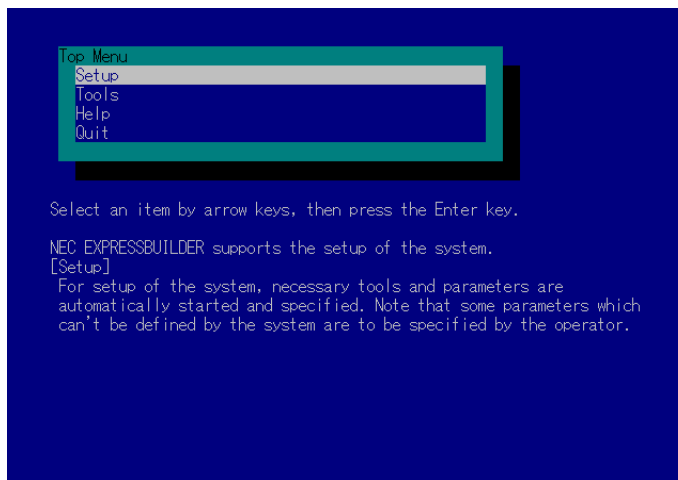 Top Menu
Setup
Tools
Help
Quit
Select an item by arrow keys, then press the Enter key.
NEC EXPRESSBUILDER supports the setup of the system.
[Setup]
For setup of the system, necessary tools and parameters are
automatically started and specified. Note that some parameters which
can't be defined by the system are to be specified by the operator.